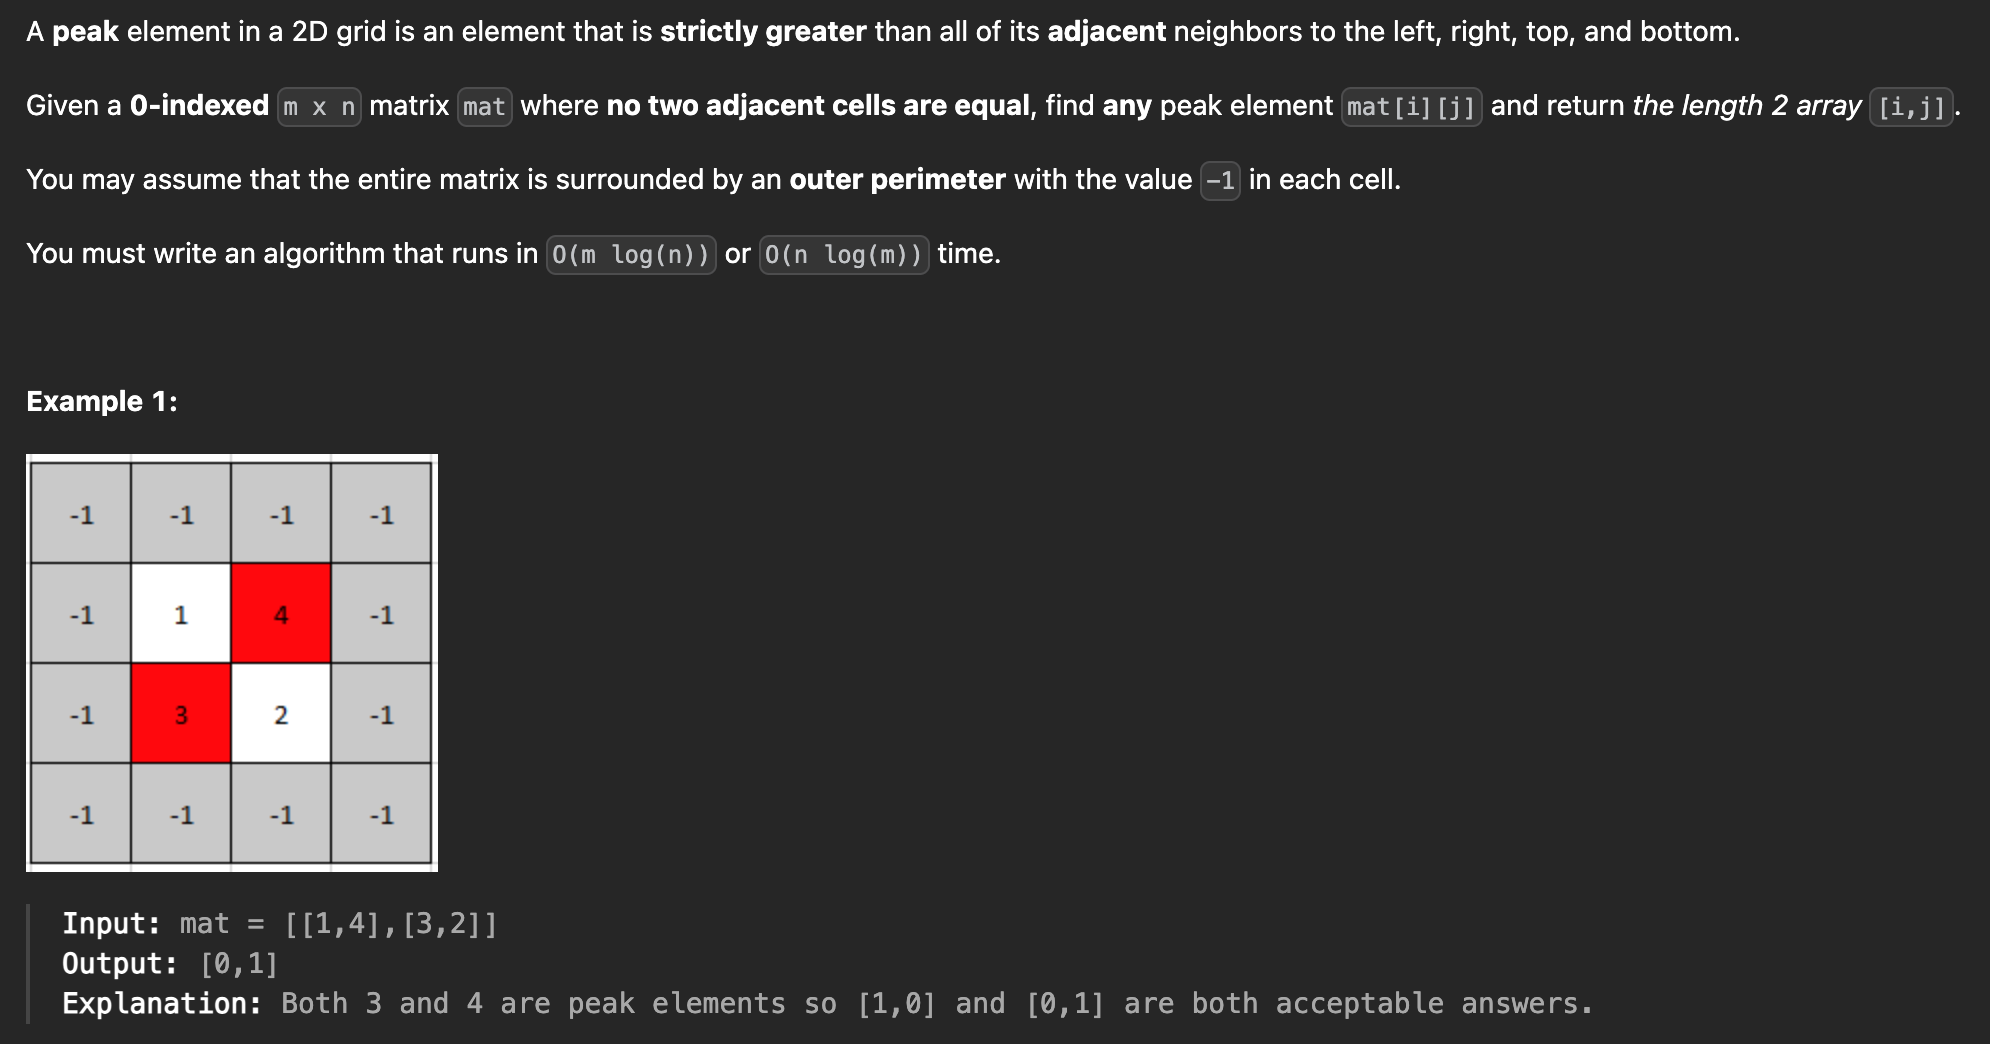 A peak element in a 2D grid is an element that is strictly greater than all of its adjacent neighbors to the left, right, top, and bottom.
Given a 0-indexed m x n matrix mat where no two adjacent cells are equal, find any peak element mat[i][j] and return the length 2 array [i,j].
You may assume that the entire matrix is surrounded by an outer perimeter with the value -1 in each cell.
You must write an algorithm that runs in O(m log(n)) or O(n log(m)) time.
Example 1:
-1 -1 -1 -1
-1 1 4 -1
-1 3 2 -1
-1 -1 -1 -1
Input: mat = [[1,4],[3,2]]
Output: [0,1]
Explanation: Both 3 and 4 are peak elements so [1,0] and [0,1] are both acceptable answers.